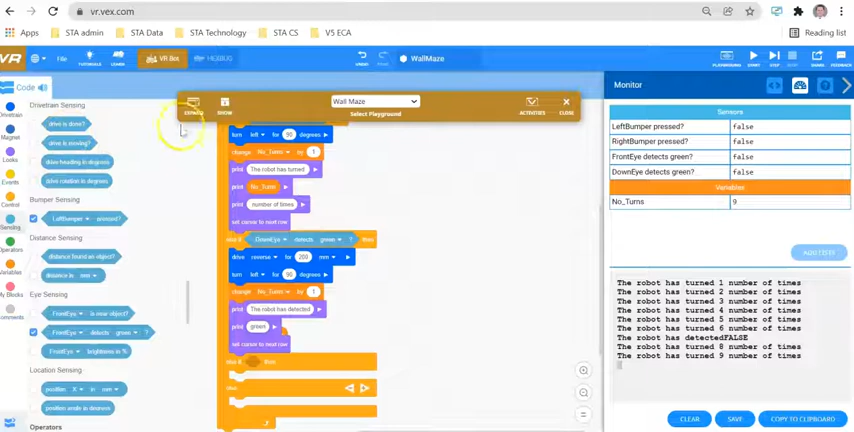 vr.vex.com
Apps
STA admin
STA Data
STA Technology
STA CS
V5 ECA
Reading list
VR
File
TUTORIALS
LEARN
VR Bot
HEXBUG
UNDO
REDO
WallMaze
PLAYGROUND
START
STEP
STOP
SHARE
FEEDBACK
Code
EXPAND
SHOW
Wall Maze
Select Playground
ACTIVITIES
CLOSE
Monitor
Drivetrain
Magnet
Looks
Events
Control
Sensing
Operators
Variables
My Blocks
Comments
Drivetrain Sensing
drive is done?
drive is moving?
drive heading in degrees
drive rotation in degrees
Bumper Sensing
LeftBumper pressed?
Distance Sensing
distance found an object?
distance in mm
Eye Sensing
FrontEye is near object?
FrontEye detects green ?
FrontEye brightness in %
Location Sensing
position X in mm
position angle in degrees
Operators
turn left for 90 degrees
change No_Turns by 1
print The robot has turned
print No_Turns
print number of times
set cursor to next row
else if DownEye detects green ? then
drive reverse for 200 mm
turn left for 90 degrees
change No_Turns by 1
print The robot has detected
print green
set cursor to next row
else if then
else
Sensors
LeftBumper pressed? false
RightBumper pressed? false
FrontEye detects green? false
DownEye detects green? false
Variables
No_Turns 9
The robot has turned 1 number of times
The robot has turned 2 number of times
The robot has turned 3 number of times
The robot has turned 4 number of times
The robot has turned 5 number of times
The robot has turned 6 number of times
The robot has detectedFALSE
The robot has turned 8 number of times
The robot has turned 9 number of times
CLEAR
SAVE
COPY TO CLIPBOARD